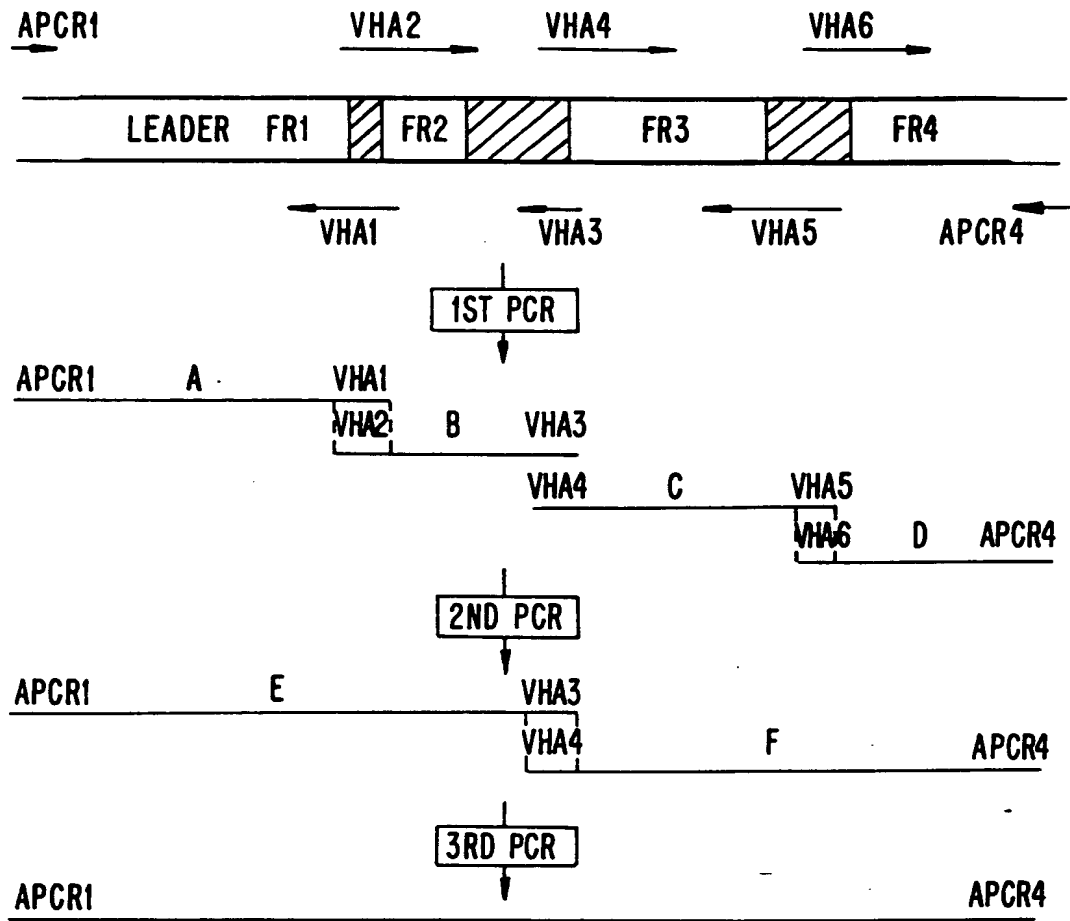 APCR1 VHA2 VHA4 VHA6
LEADER FR1 FR2 FR3 FR4
VHA1 VHA3 VHA5 APCR4
1ST PCR
APCR1 A VHA1
VHA2 B VHA3
VHA4 C VHA5
VHA6 D APCR4
2ND PCR
APCR1 E VHA3
VHA4 F APCR4
3RD PCR
APCR1 APCR4